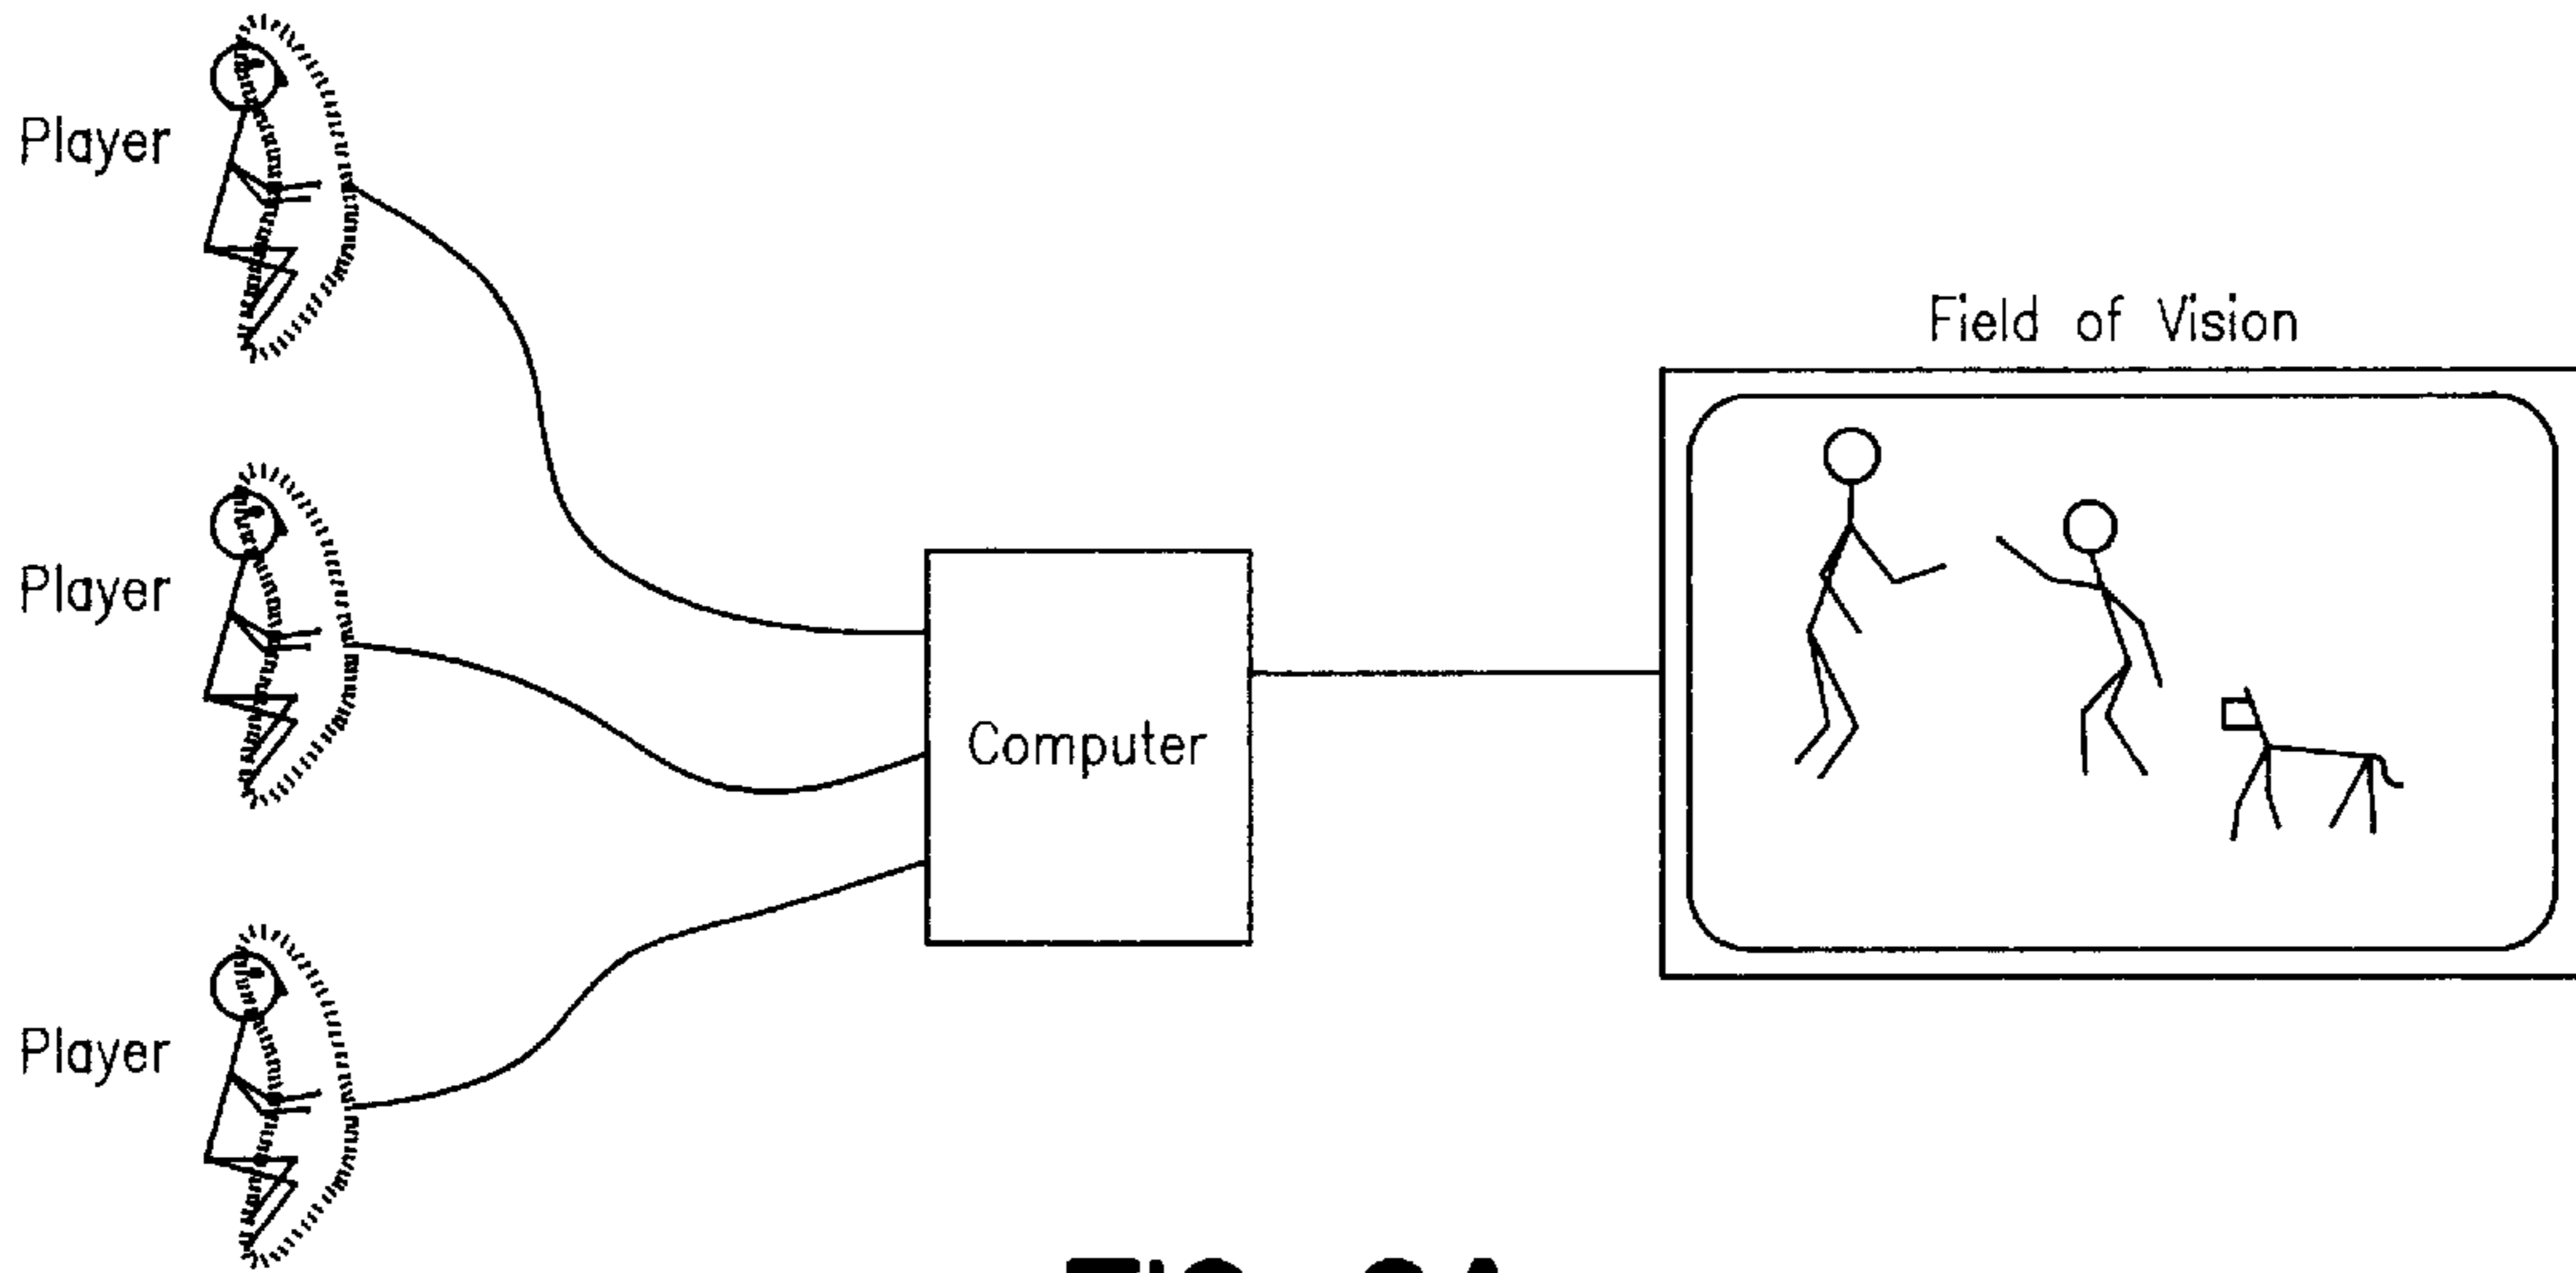 Player
Field of Vision
Player
Computer
Player